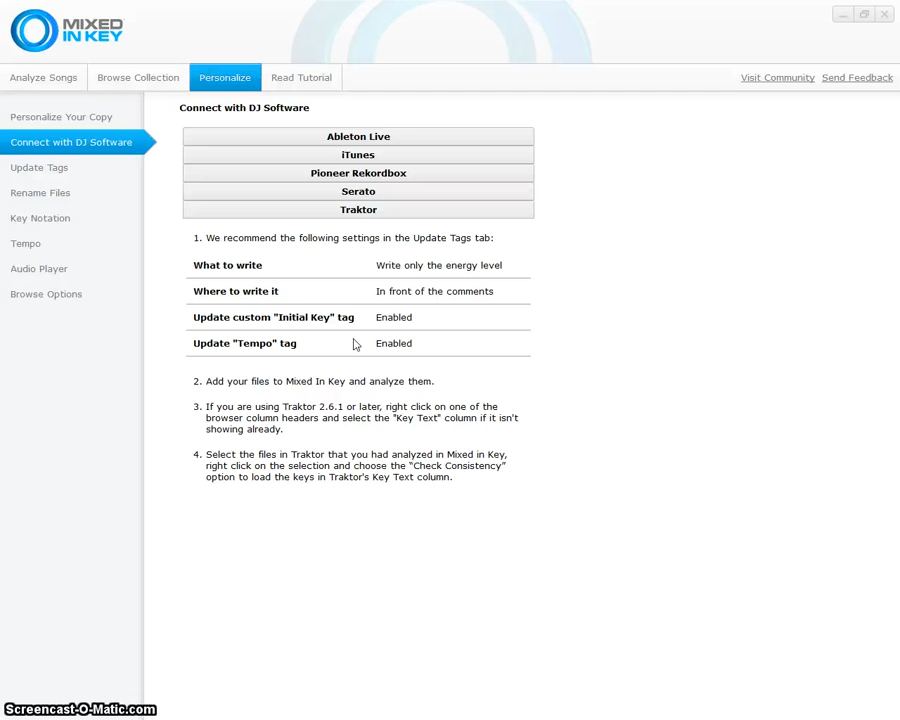 MIXED
IN KEY
Analyze Songs
Browse Collection
Personalize
Read Tutorial
Visit Community
Send Feedback
Personalize Your Copy
Connect with DJ Software
Update Tags
Rename Files
Key Notation
Tempo
Audio Player
Browse Options
Connect with DJ Software
Ableton Live
iTunes
Pioneer Rekordbox
Serato
Traktor
1. We recommend the following settings in the Update Tags tab:
What to write Write only the energy level
Where to write it In front of the comments
Update custom "Initial Key" tag Enabled
Update "Tempo" tag Enabled
2. Add your files to Mixed In Key and analyze them.
3. If you are using Traktor 2.6.1 or later, right click on one of the
browser column headers and select the "Key Text" column if it isn't
showing already.
4. Select the files in Traktor that you had analyzed in Mixed in Key,
right click on the selection and choose the “Check Consistency”
option to load the keys in Traktor's Key Text column.
Screencast-O-Matic.com